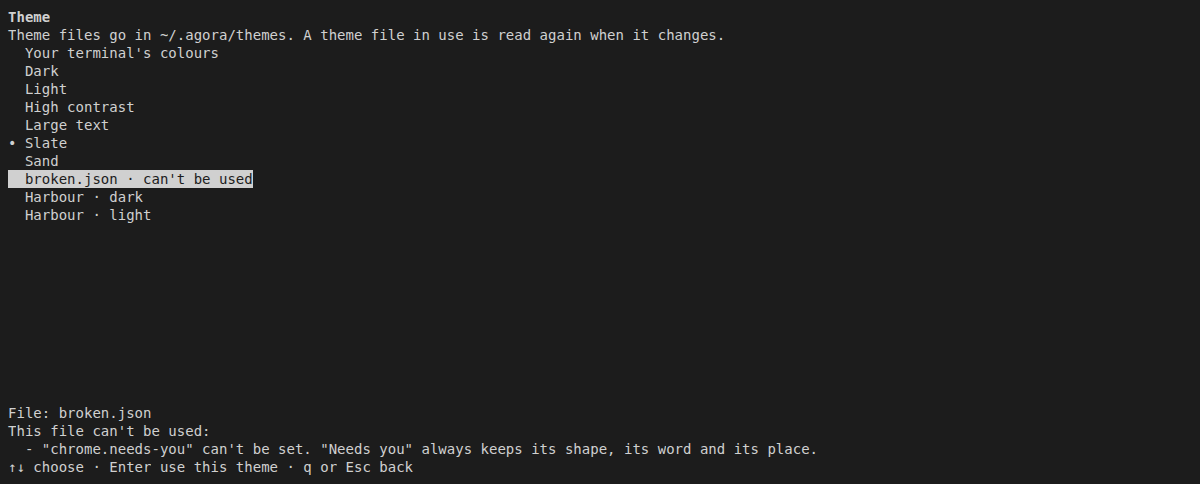 Theme
Theme files go in ~/.agora/themes. A theme file in use is read again when it changes.
Your terminal's colours
Dark
Light
High contrast
Large text
• Slate
Sand
broken.json · can't be used
Harbour · dark
Harbour · light
File: broken.json
This file can't be used:
- "chrome.needs-you" can't be set. "Needs you" always keeps its shape, its word and its place.
↑↓ choose · Enter use this theme · q or Esc back